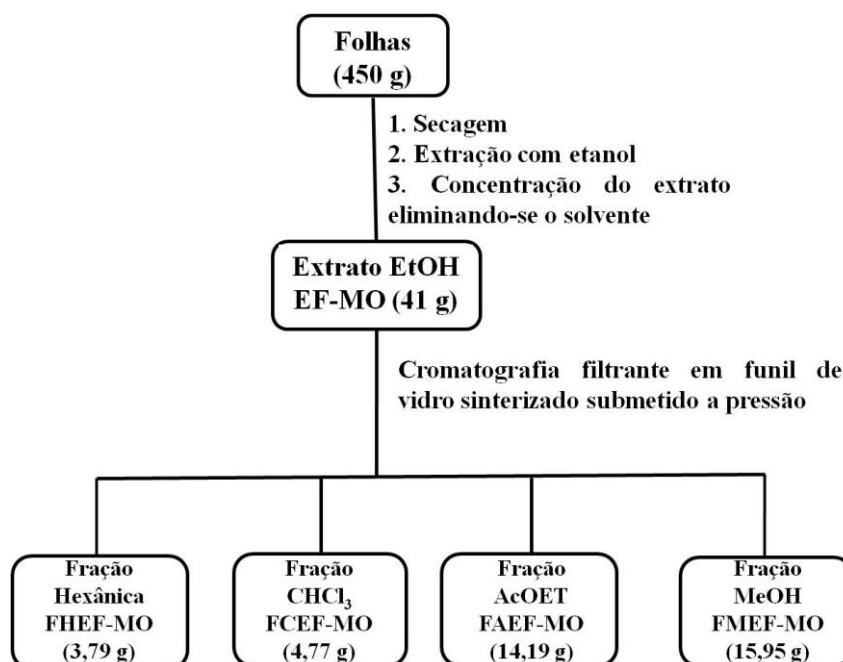 Folhas
(450 g)
1. Secagem
2. Extração com etanol
3. Concentração do extrato
eliminando-se o solvente
Extrato EtOH
EF-MO (41 g)
Cromatografia filtrante em funil de
vidro sinterizado submetido a pressão
Fração
Hexânica
FHEF-MO
(3,79 g)
Fração
CHCl₃
FCEF-MO
(4,77 g)
Fração
AcOET
FAEF-MO
(14,19 g)
Fração
MeOH
FMEF-MO
(15,95 g)